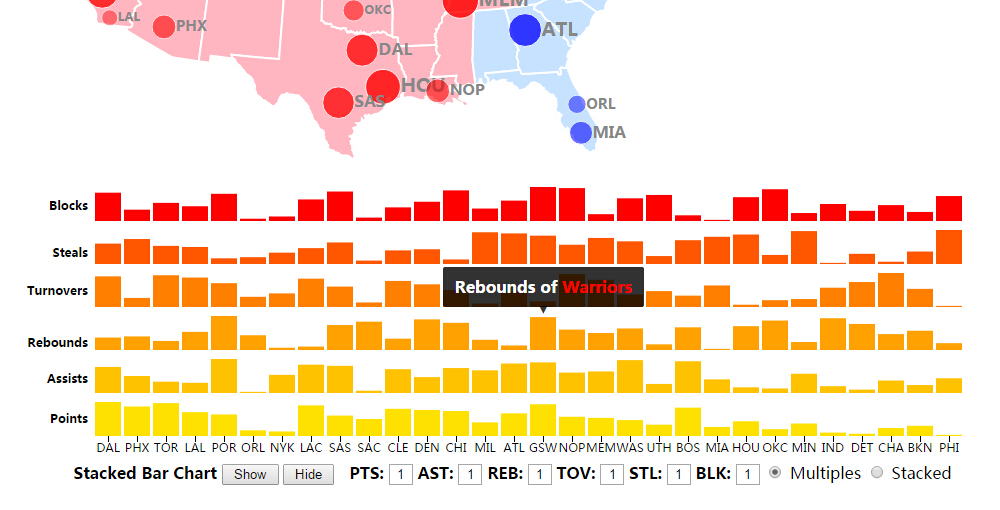 MEM
OKC
LAL
PHX
ATL
DAL
HOU
NOP
SAS
ORL
MIA
Blocks
Steals
Turnovers
Rebounds of Warriors
Rebounds
Assists
Points
DAL PHX TOR LAL POR ORL NYK LAC SAS SAC CLE DEN CHI MIL ATL GSW NOP MEM WAS UTH BOS MIA HOU OKC MIN IND DET CHA BKN PHI
Stacked Bar Chart Show Hide PTS: 1 AST: 1 REB: 1 TOV: 1 STL: 1 BLK: 1 Multiples Stacked